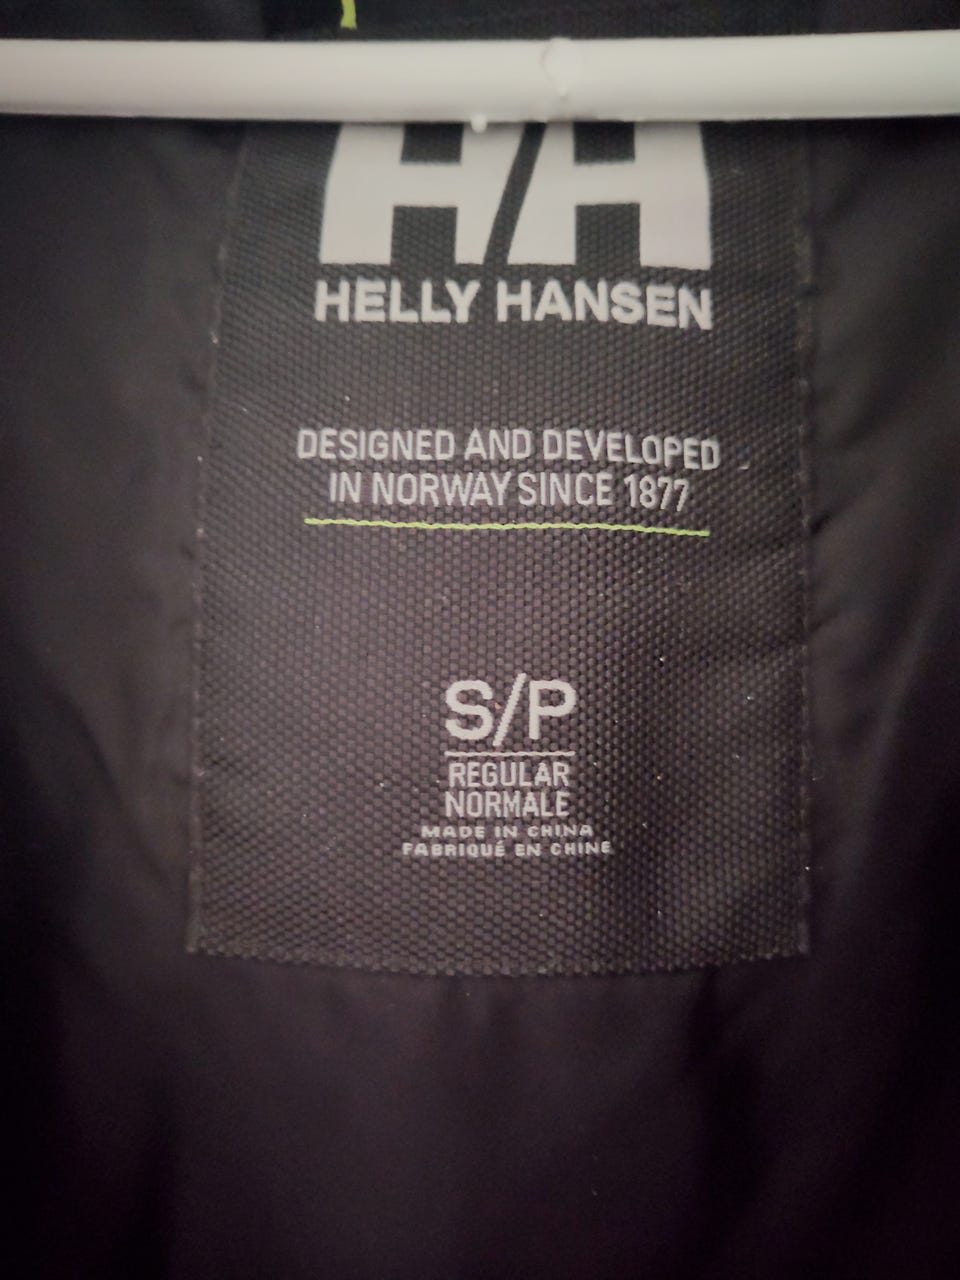 HH
HELLY HANSEN
DESIGNED AND DEVELOPED
IN NORWAY SINCE 1877
S/P
REGULAR
NORMALE
MADE IN CHINA
FABRIQUÉ EN CHINE